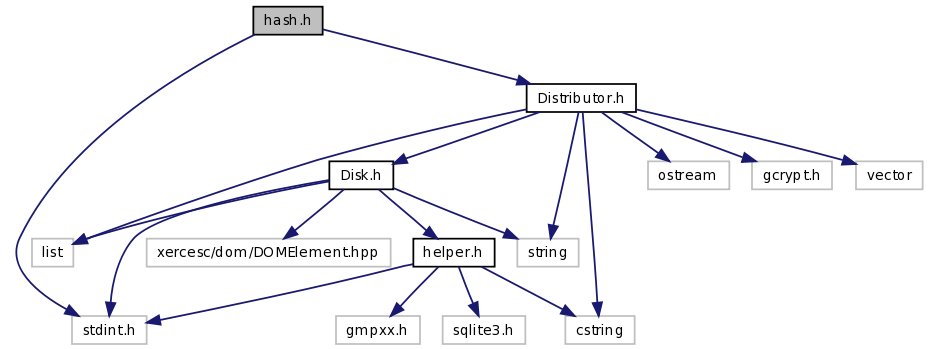 hash.h
Distributor.h
Disk.h
ostream
gcrypt.h
vector
list
xercesc/dom/DOMElement.hpp
helper.h
string
stdint.h
gmpxx.h
sqlite3.h
cstring